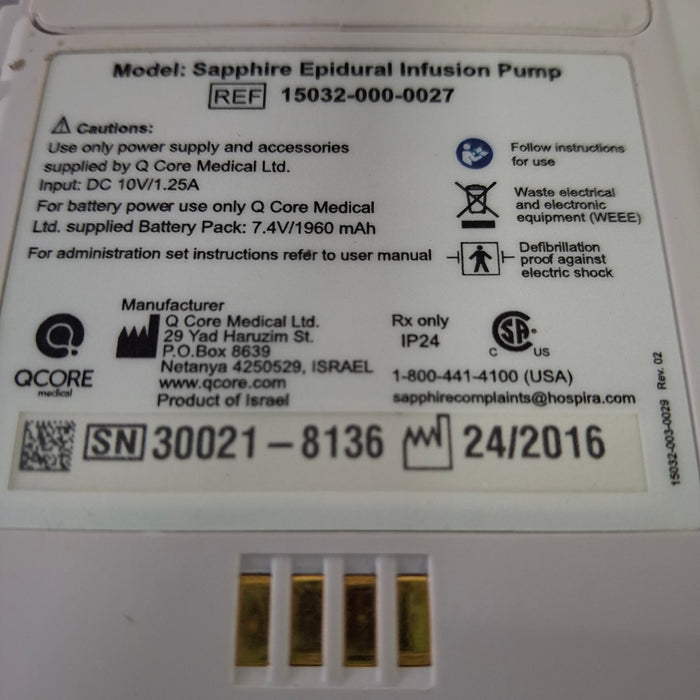 Model: Sapphire Epidural Infusion Pump
REF 15032-000-0027
Cautions:
Use only power supply and accessories
supplied by Q Core Medical Ltd.
Input: DC 10V/1.25A
For battery power use only Q Core Medical
Ltd. supplied Battery Pack: 7.4V/1960 mAh
For administration set instructions refer to user manual
Follow instructions
for use
Waste electrical
and electronic
equipment (WEEE)
Defibrillation
proof against
electric shock
QCORE
medical
Manufacturer
Q Core Medical Ltd.
29 Yad Haruzim St.
P.O.Box 8639
Netanya 4250529, ISRAEL
www.qcore.com
Product of Israel
Rx only
IP24
SA
C US
1-800-441-4100 (USA)
sapphirecomplaints@hospira.com
SN 30021-8136 24/2016
15032-003-0029 Rev. 02